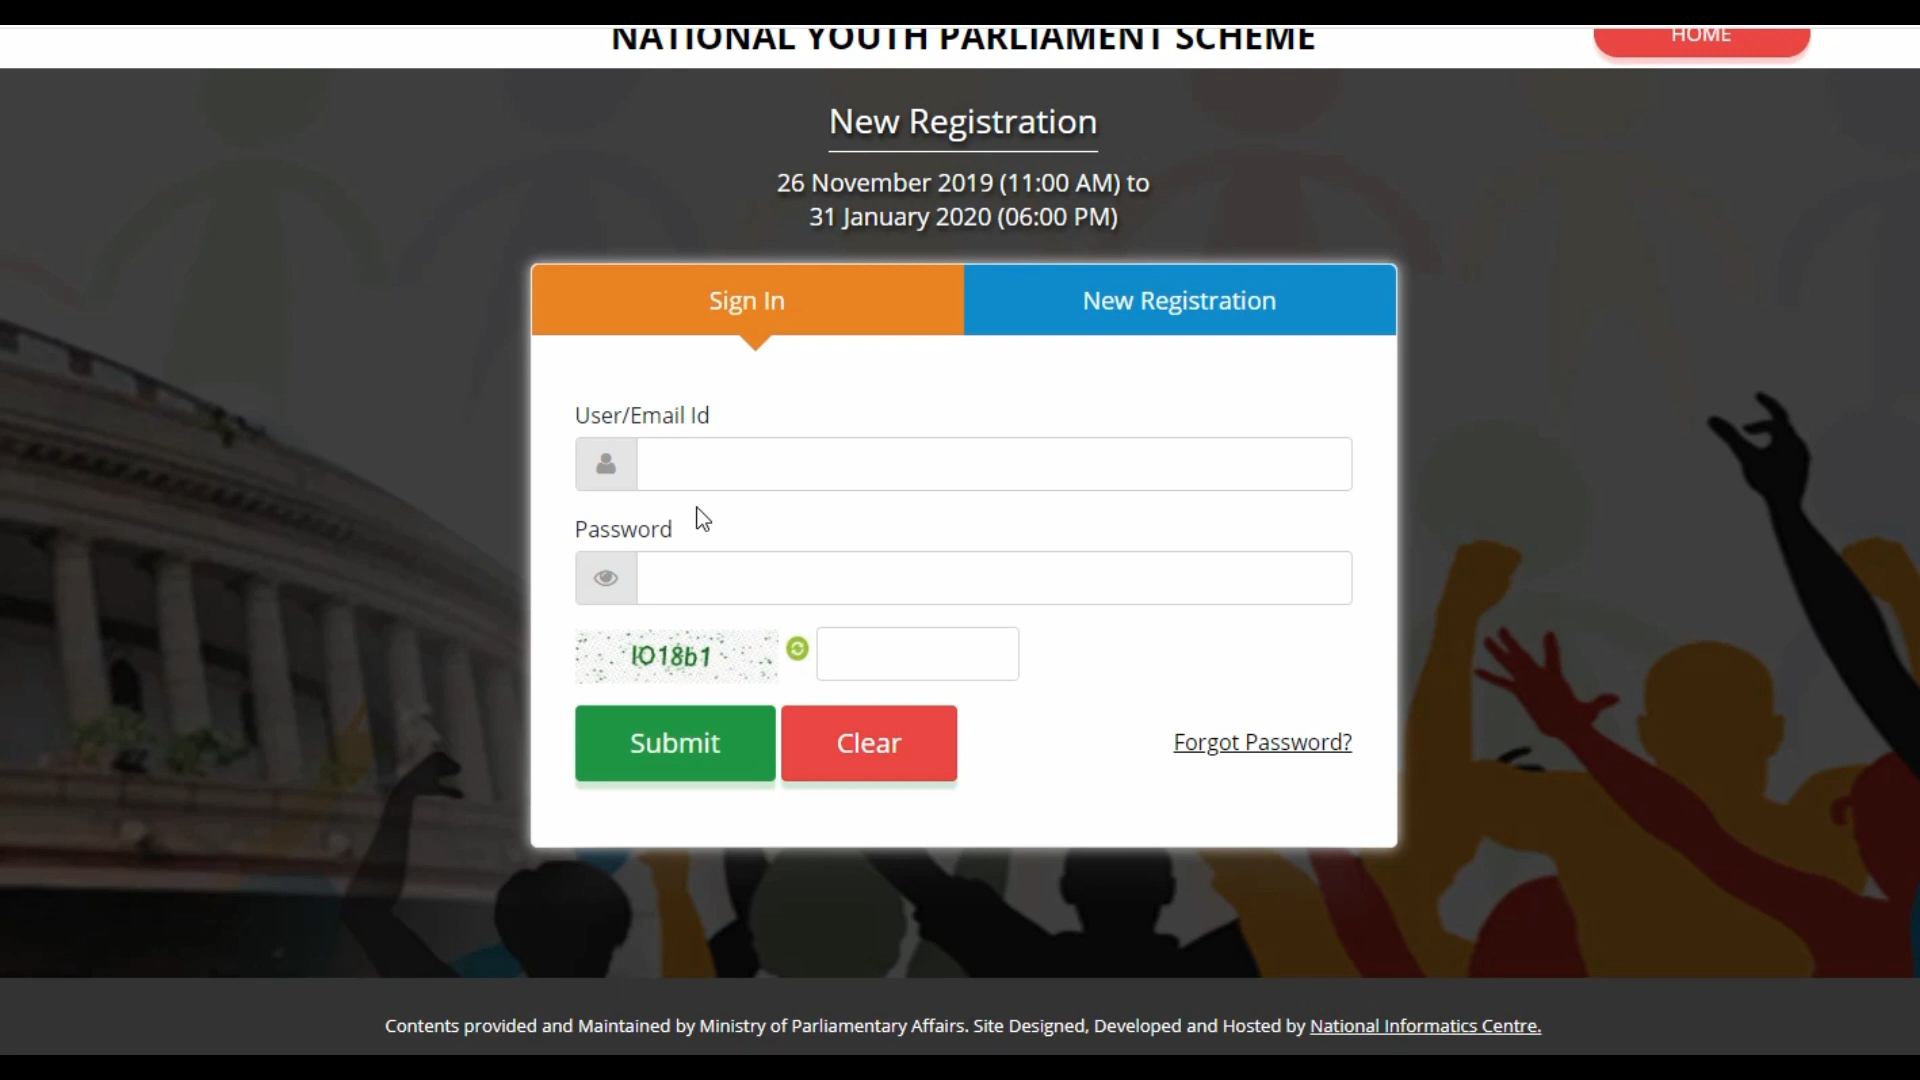 NATIONAL YOUTH PARLIAMENT SCHEME
HOME
New Registration
26 November 2019 (11:00 AM) to
31 January 2020 (06:00 PM)
Sign In
New Registration
User/Email Id
Password
IO18b1
Submit
Clear
Forgot Password?
Contents provided and Maintained by Ministry of Parliamentary Affairs. Site Designed, Developed and Hosted by National Informatics Centre.